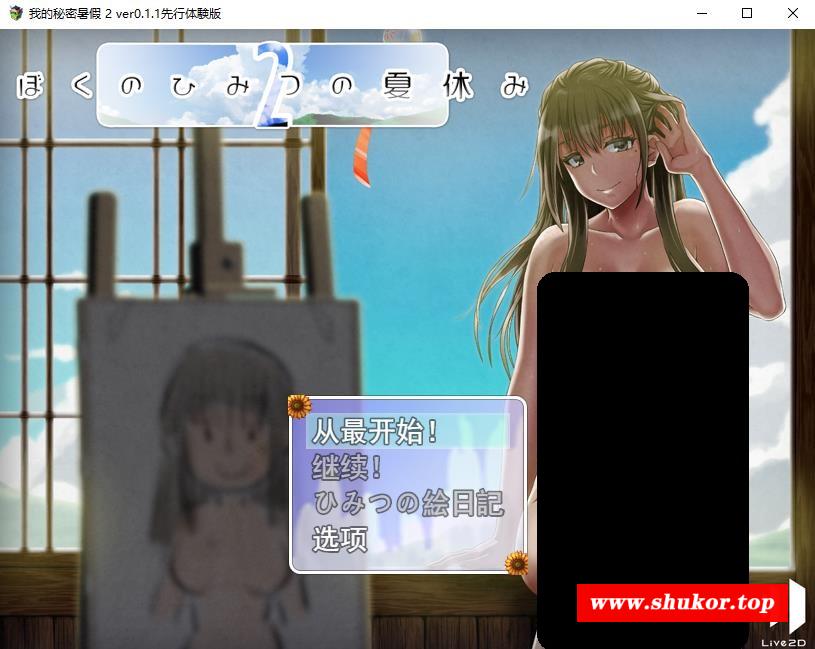 我的秘密暑假 2 ver0.1.1先行体験版
ぼくのひみつの夏休み
2
从最开始！
继续！
ひみつの絵日記
选项
www.shukor.top
Live2D